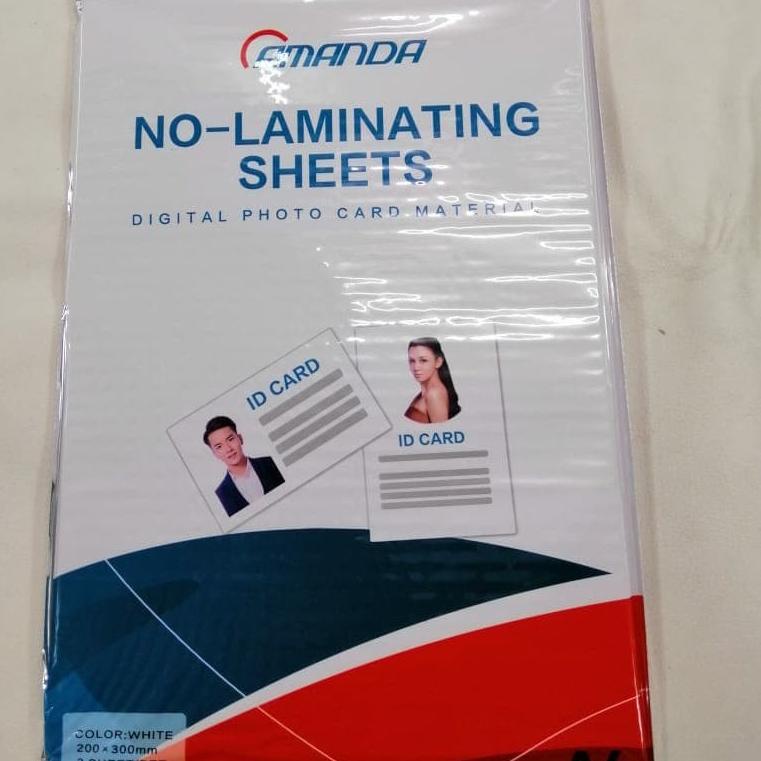 AMANDA
NO-LAMINATING
SHEETS
DIGITAL PHOTO CARD MATERIAL
ID CARD
ID CARD
COLOR:WHITE
200×300mm